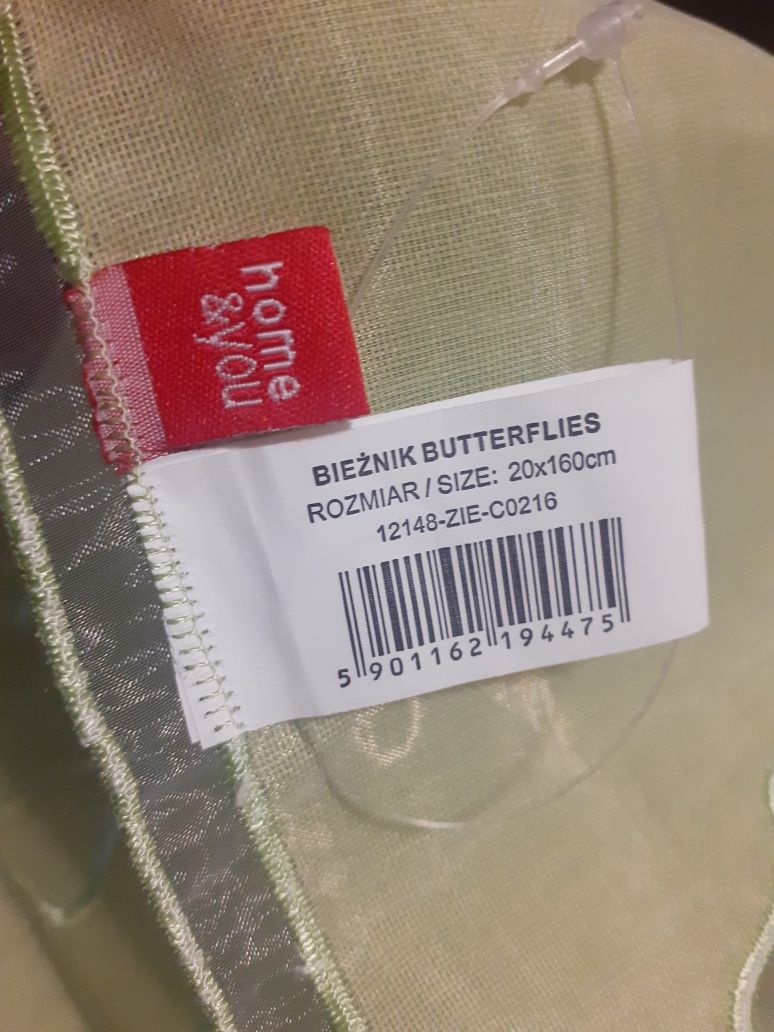 home
&you
BIEŻNIK BUTTERFLIES
ROZMIAR / SIZE: 20x160cm
12148-ZIE-C0216
5 901162 194475